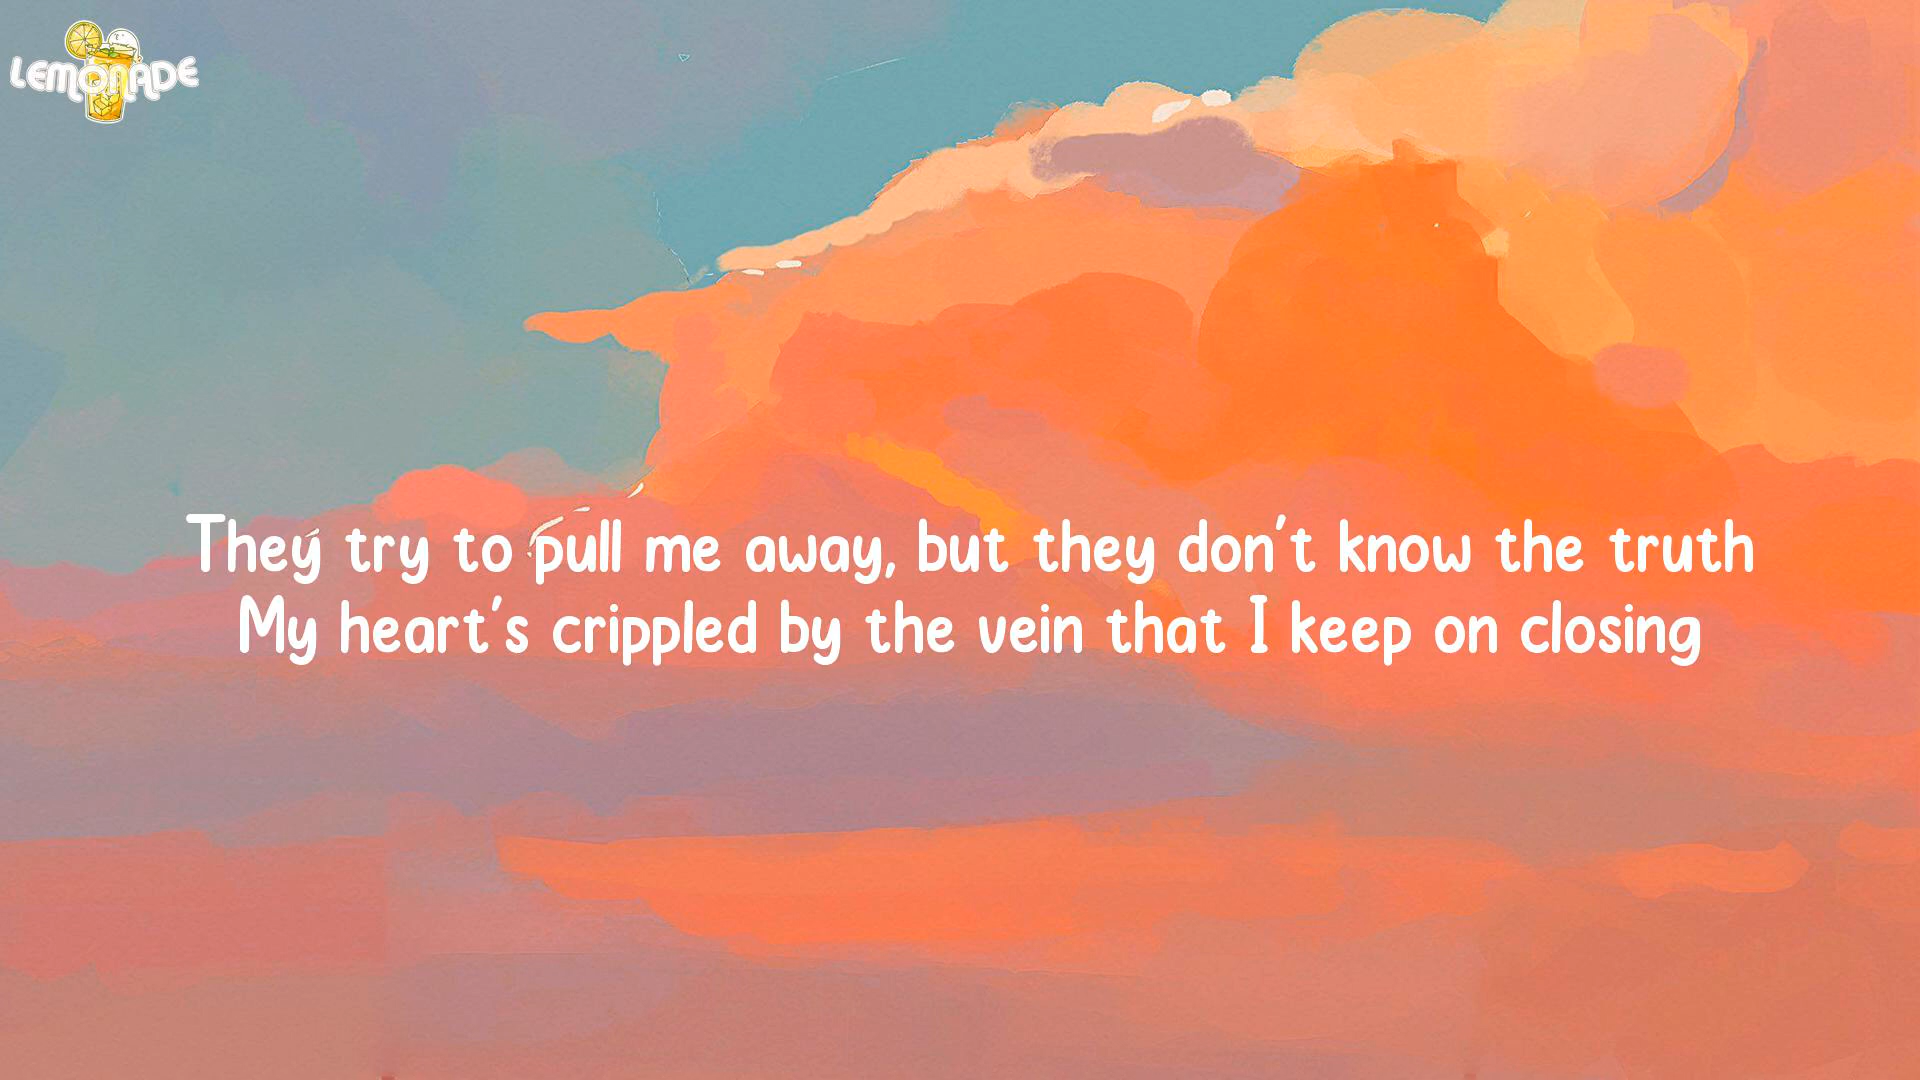 LEMONADE
They try to pull me away, but they don't know the truth
My heart's crippled by the vein that I keep on closing